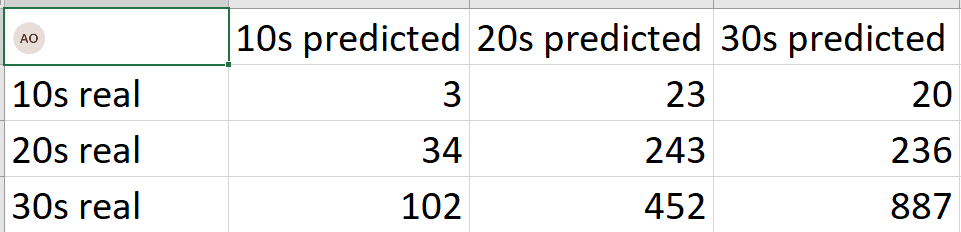 AO 10s predicted 20s predicted 30s predicted
10s real 3 23 20
20s real 34 243 236
30s real 102 452 887